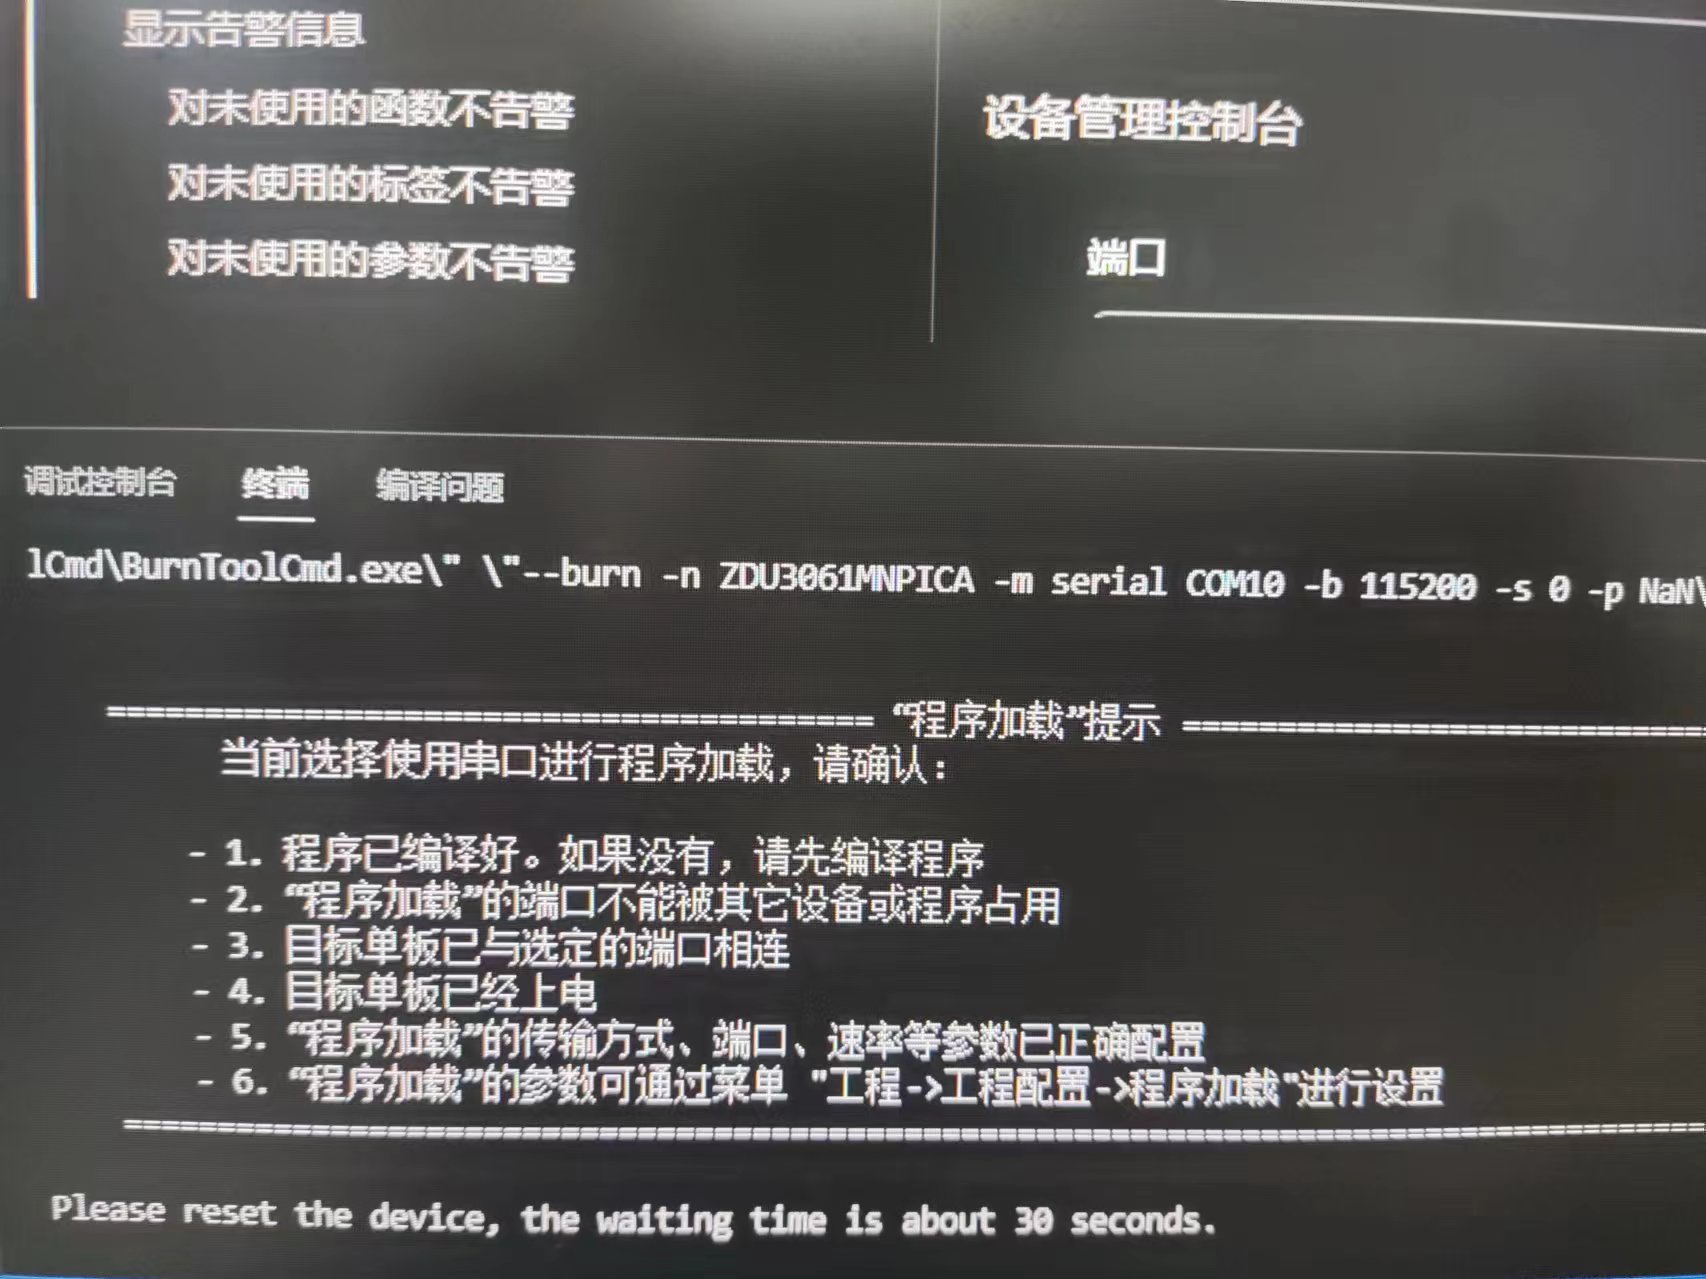 显示告警信息
对未使用的函数不告警
对未使用的标签不告警
对未使用的参数不告警
设备管理控制台
端口
调试控制台 终端 编译问题
lCmd\BurnToolCmd.exe\" \"--burn -n ZDU3061MNPICA -m serial COM10 -b 115200 -s 0 -p NaN\
=======================================“程序加载”提示===========================
当前选择使用串口进行程序加载，请确认：
- 1. 程序已编译好。如果没有，请先编译程序
- 2. “程序加载”的端口不能被其它设备或程序占用
- 3. 目标单板已与选定的端口相连
- 4. 目标单板已经上电
- 5. “程序加载”的传输方式、端口、速率等参数已正确配置
- 6. “程序加载”的参数可通过菜单 "工程->工程配置->程序加载"进行设置
================================================================================
Please reset the device, the waiting time is about 30 seconds.